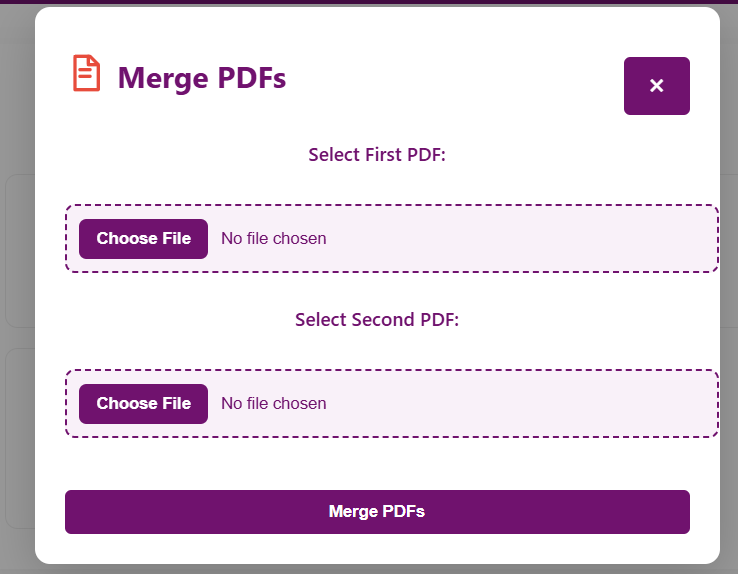 Merge PDFs
×
Select First PDF:
Choose File No file chosen
Select Second PDF:
Choose File No file chosen
Merge PDFs